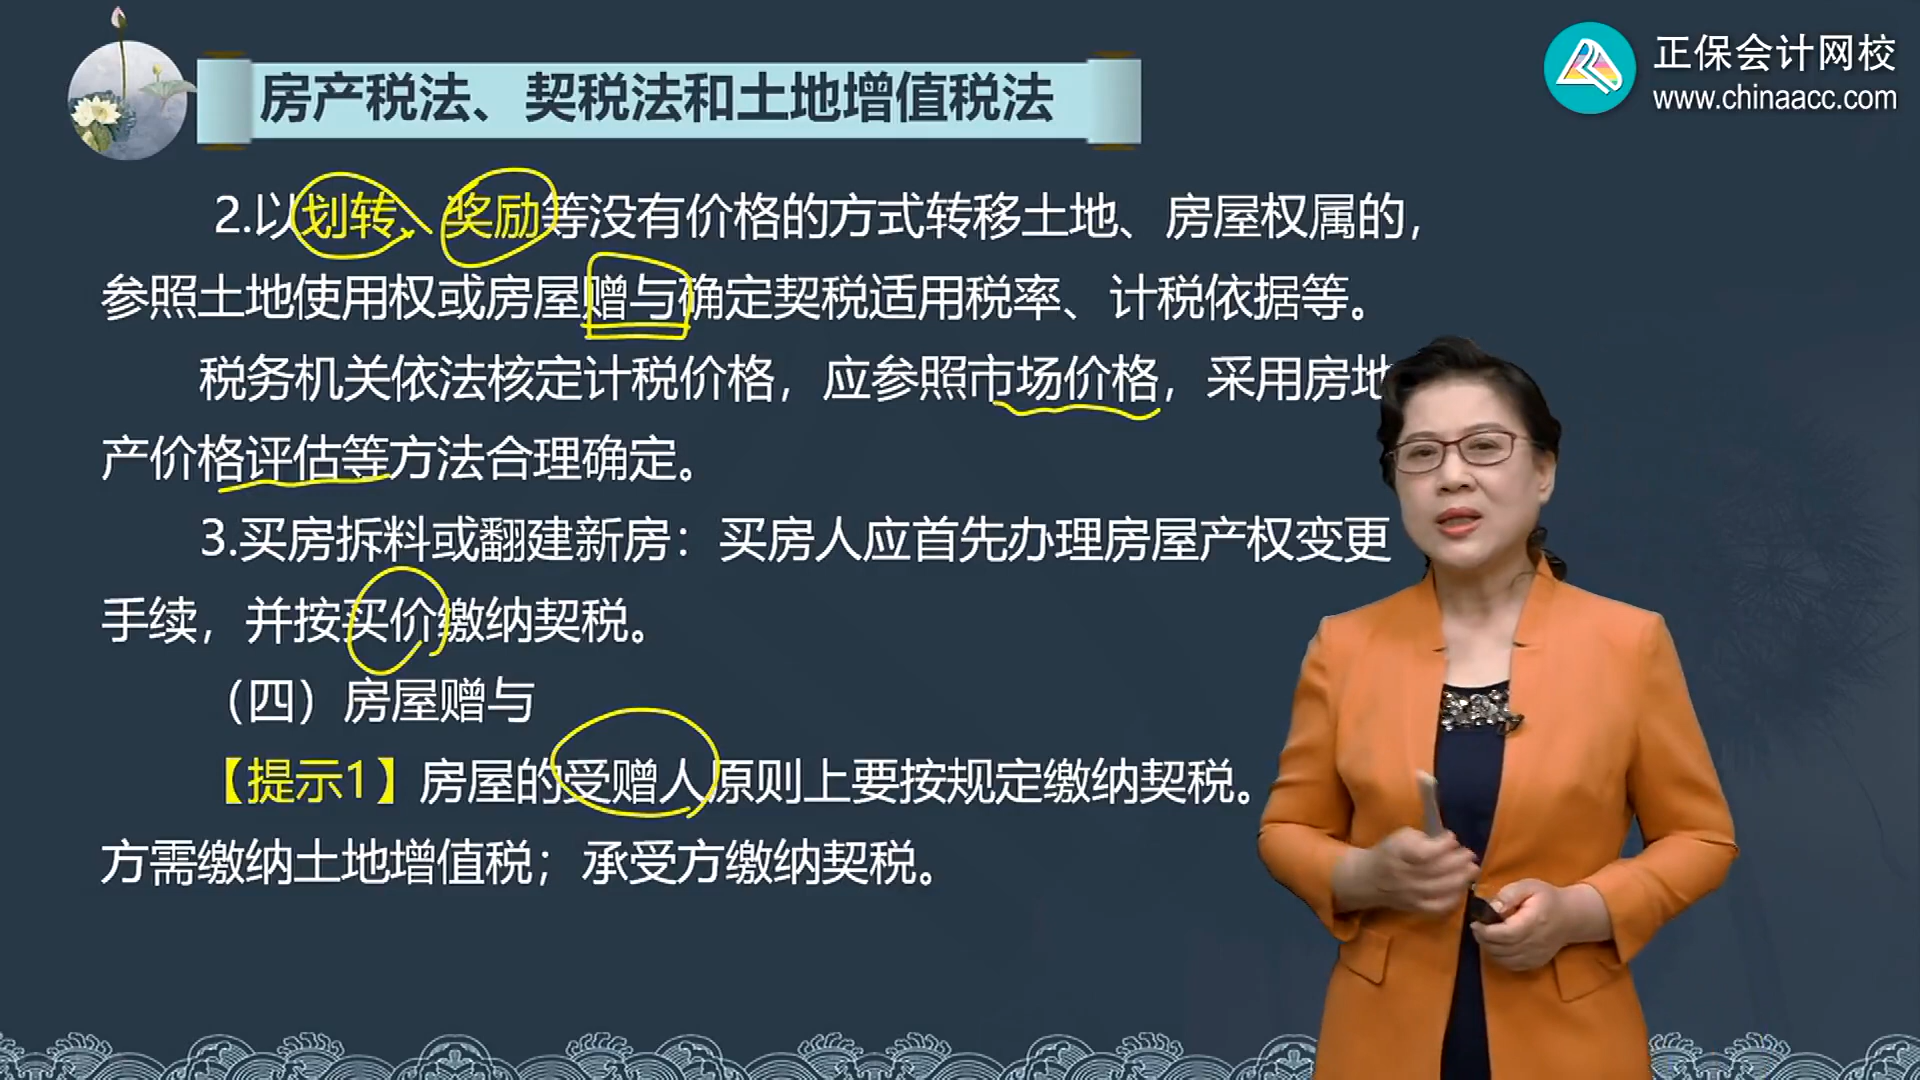 房产税法、契税法和土地增值税法
正保会计网校
www.chinaacc.com
2.以划转、奖励等没有价格的方式转移土地、房屋权属的，
参照土地使用权或房屋赠与确定契税适用税率、计税依据等。
税务机关依法核定计税价格，应参照市场价格，采用房地
产价格评估等方法合理确定。
3.买房拆料或翻建新房：买房人应首先办理房屋产权变更
手续，并按买价缴纳契税。
（四）房屋赠与
【提示1】房屋的受赠人原则上要按规定缴纳契税。
方需缴纳土地增值税；承受方缴纳契税。